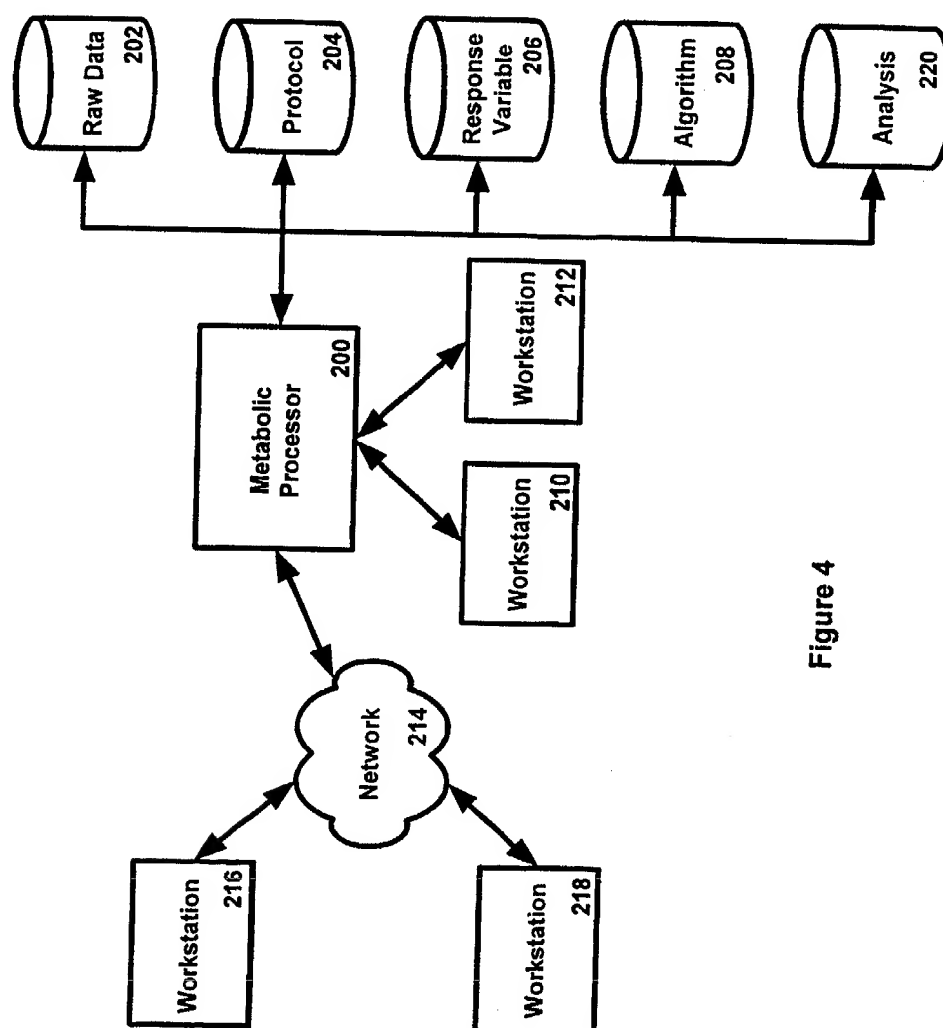 Raw Data
202
Protocol
204
Response
Variable
206
Algorithm
208
Analysis
220
Metabolic
Processor
200
Workstation
212
Workstation
210
Network
214
Workstation
216
Workstation
218
Figure 4